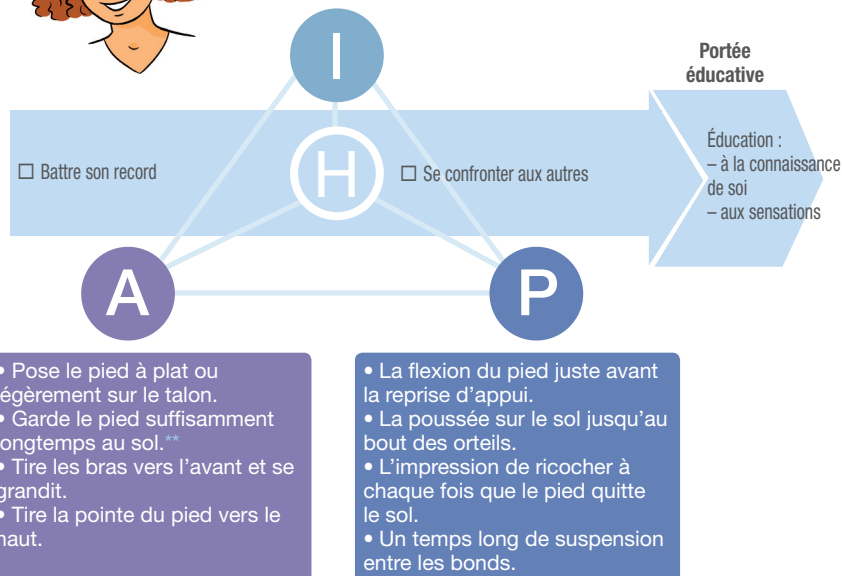 I
Portée
éducative
Éducation :
– à la connaissance
de soi
– aux sensations
☐ Battre son record
H
☐ Se confronter aux autres
A
P
• Pose le pied à plat ou
égèrement sur le talon.
• Garde le pied suffisamment
ongtemps au sol.**
• Tire les bras vers l’avant et se
grandit.
• Tire la pointe du pied vers le
haut.
• La flexion du pied juste avant
la reprise d’appui.
• La poussée sur le sol jusqu’au
bout des orteils.
• L’impression de ricocher à
chaque fois que le pied quitte
le sol.
• Un temps long de suspension
entre les bonds.